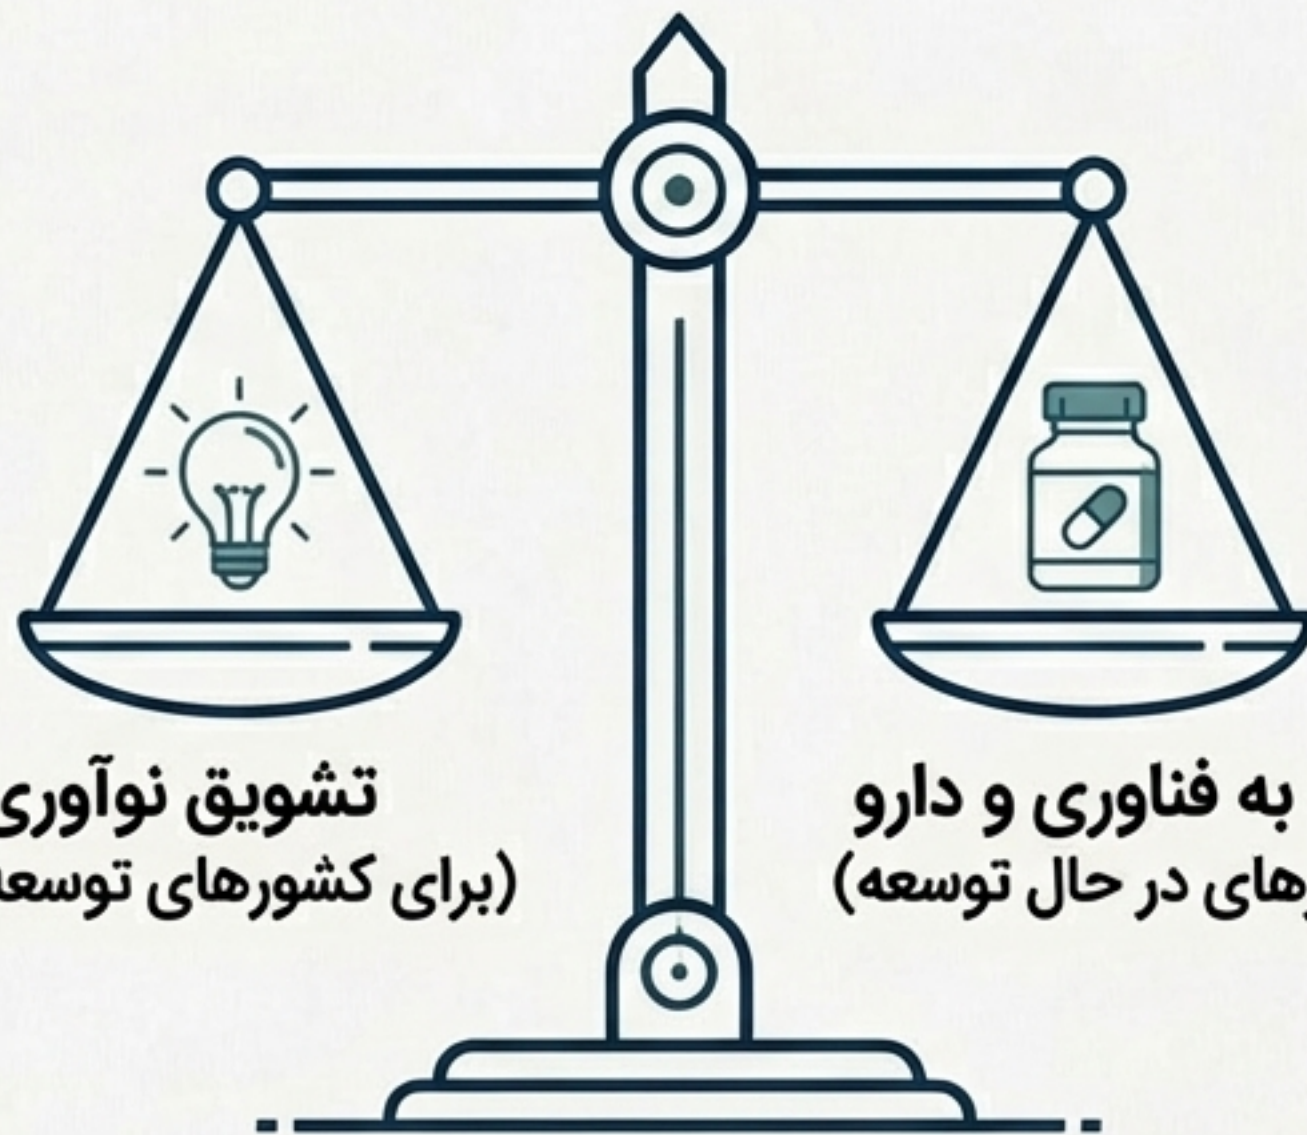 به فناوری و دارو
در حال توسعه)
تشویق نوآوری
(برای کشورهای